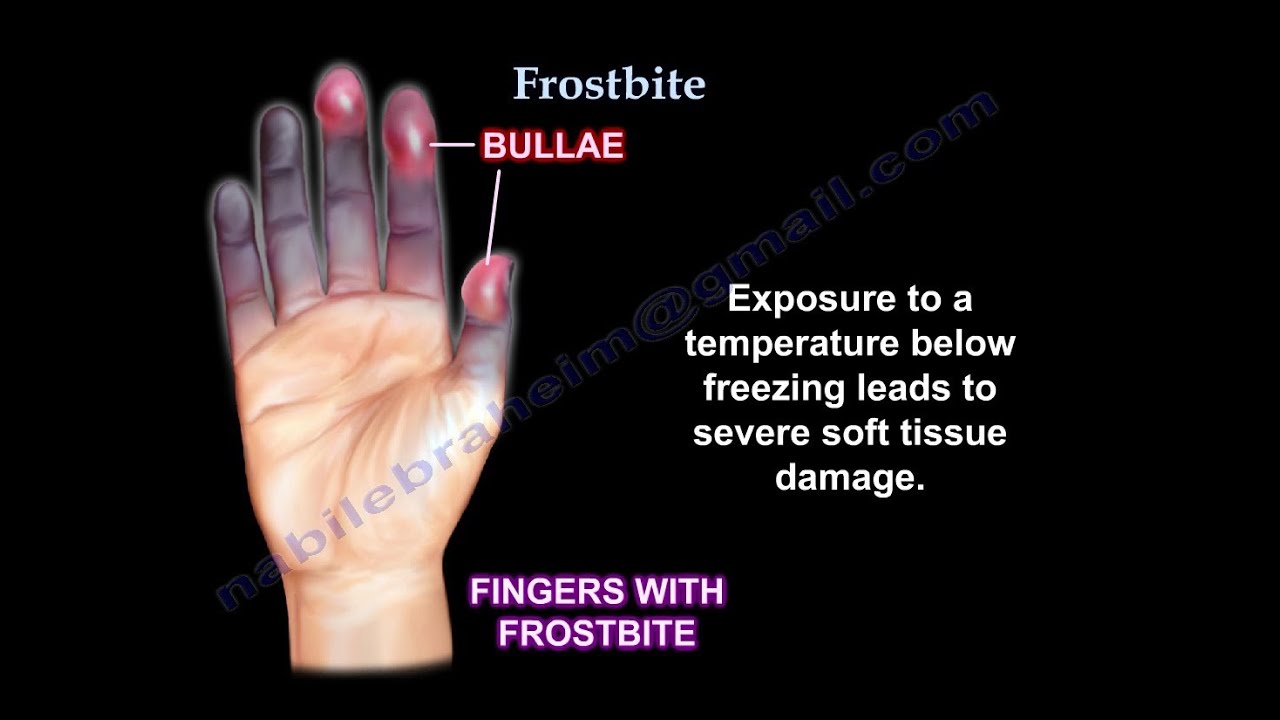 Frostbite
BULLAE
Exposure to a
temperature below
freezing leads to
severe soft tissue
damage.
FINGERS WITH
FROSTBITE
nabilebraheim@gmail.com